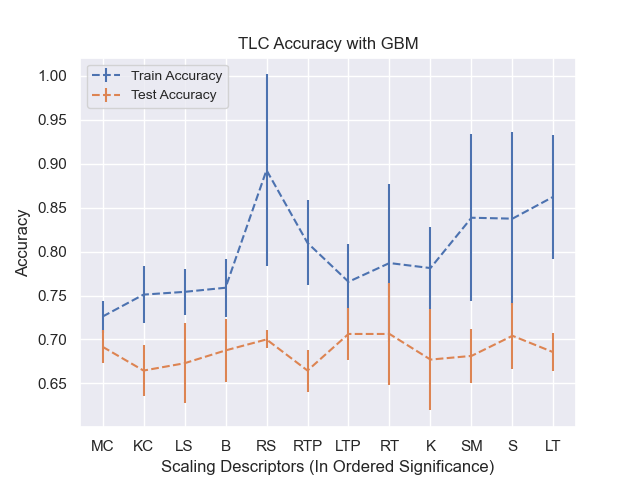 TLC Accuracy with GBM
Train Accuracy
Test Accuracy
1.00
0.95
0.90
0.85
0.80
0.75
0.70
0.65
Accuracy
MC KC LS B RS RTP LTP RT K SM S LT
Scaling Descriptors (In Ordered Significance)